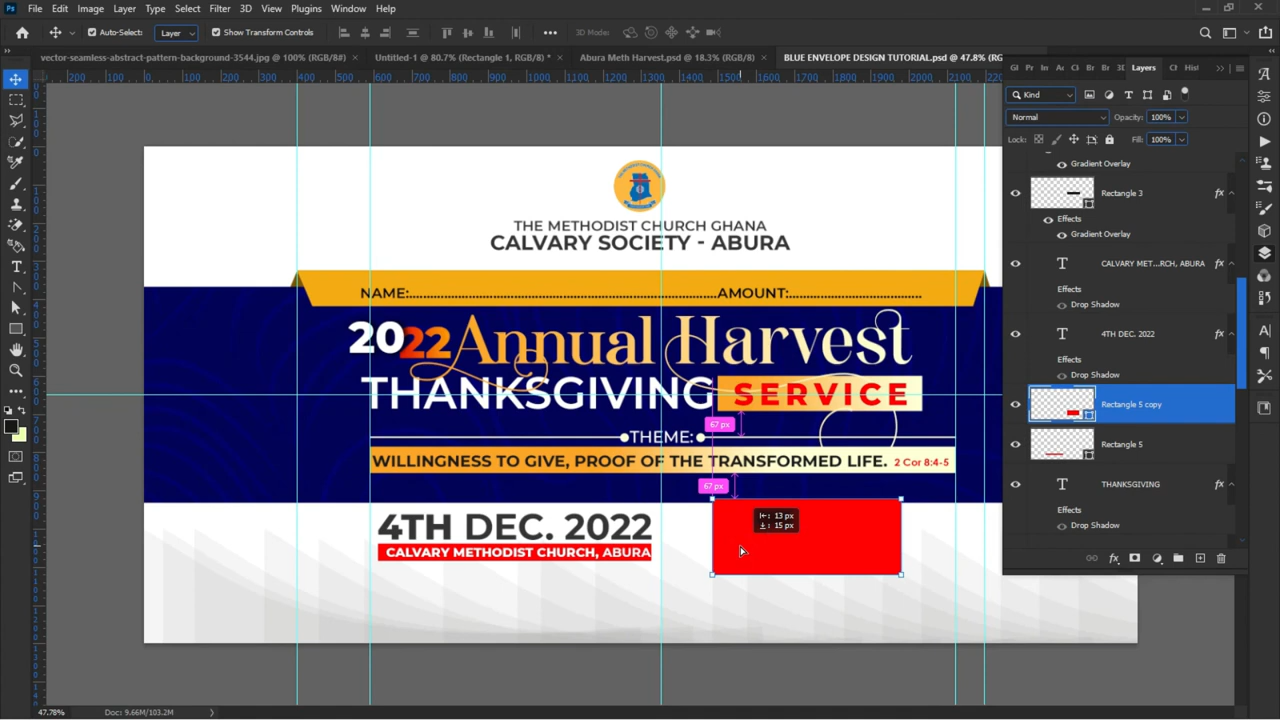 Ps File Edit Image Layer Type Select Filter 3D View Plugins Window Help
Auto-Select: Layer Show Transform Controls 3D Mode:
vector-seamless-abstract-pattern-background-3544.jpg @ 100% (RGB/8#) × Untitled-1 @ 80.7% (Rectangle 1, RGB/8) * × Abura Meth Harvest.psd @ 18.3% (RGB/8#) × BLUE ENVELOPE DESIGN TUTORIAL.psd @ 47.8% (RG
Layers
Kind
Normal Opacity: 100%
Lock: Fill: 100%
Gradient Overlay
Rectangle 3 fx
Effects
Gradient Overlay
CALVARY MET...RCH, ABURA fx
Effects
Drop Shadow
4TH DEC. 2022 fx
Effects
Drop Shadow
Rectangle 5 copy
Rectangle 5
THANKSGIVING fx
Effects
Drop Shadow
THE METHODIST CHURCH GHANA
CALVARY SOCIETY - ABURA
NAME:........................................................................AMOUNT:...............................
2022 Annual Harvest
THANKSGIVING SERVICE
67 px
THEME:
WILLINGNESS TO GIVE, PROOF OF THE TRANSFORMED LIFE. 2 Cor 8:4-5
67 px
4TH DEC. 2022
CALVARY METHODIST CHURCH, ABURA
13 px
15 px
47.78% Doc: 9.66M/103.2M